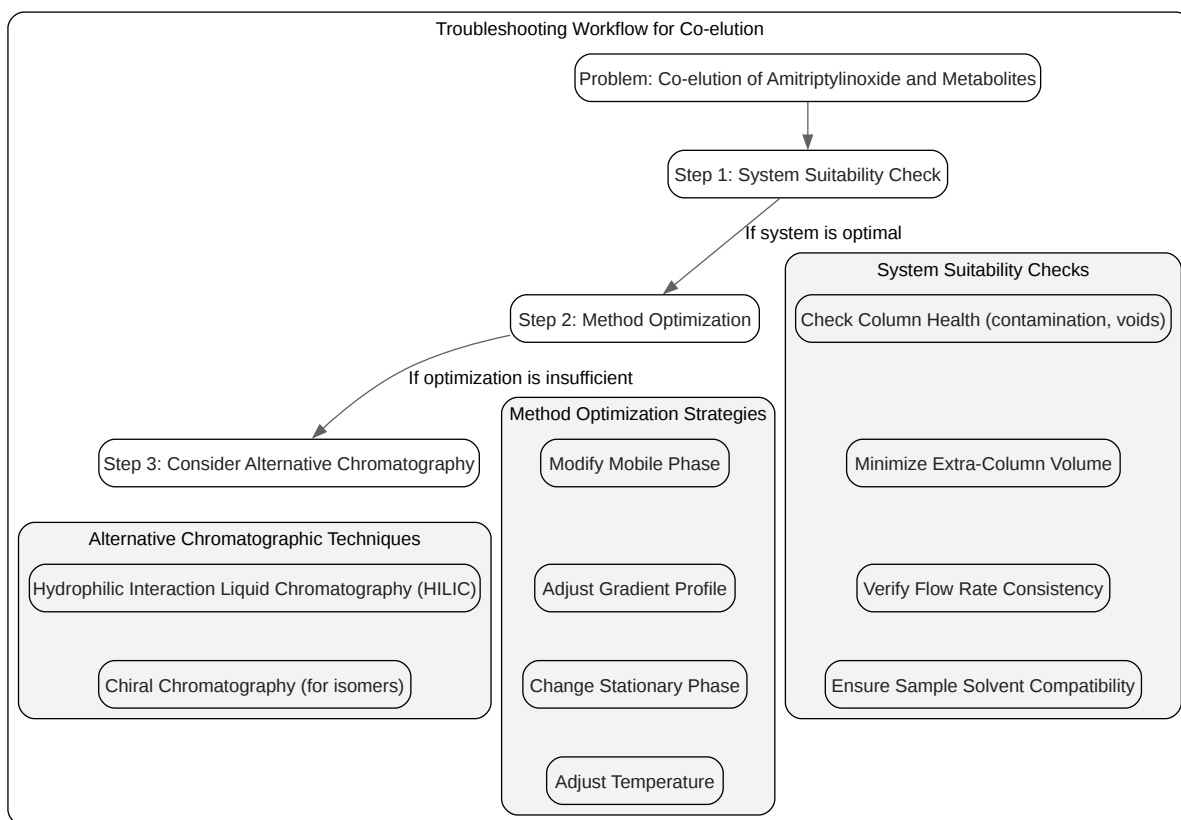 Troubleshooting Workflow for Co-elution
Problem: Co-elution of Amitriptylinoxide and Metabolites
Step 1: System Suitability Check
If system is optimal
System Suitability Checks
Check Column Health (contamination, voids)
Minimize Extra-Column Volume
Verify Flow Rate Consistency
Ensure Sample Solvent Compatibility
Step 2: Method Optimization
If optimization is insufficient
Method Optimization Strategies
Modify Mobile Phase
Adjust Gradient Profile
Change Stationary Phase
Adjust Temperature
Step 3: Consider Alternative Chromatography
Alternative Chromatographic Techniques
Hydrophilic Interaction Liquid Chromatography (HILIC)
Chiral Chromatography (for isomers)